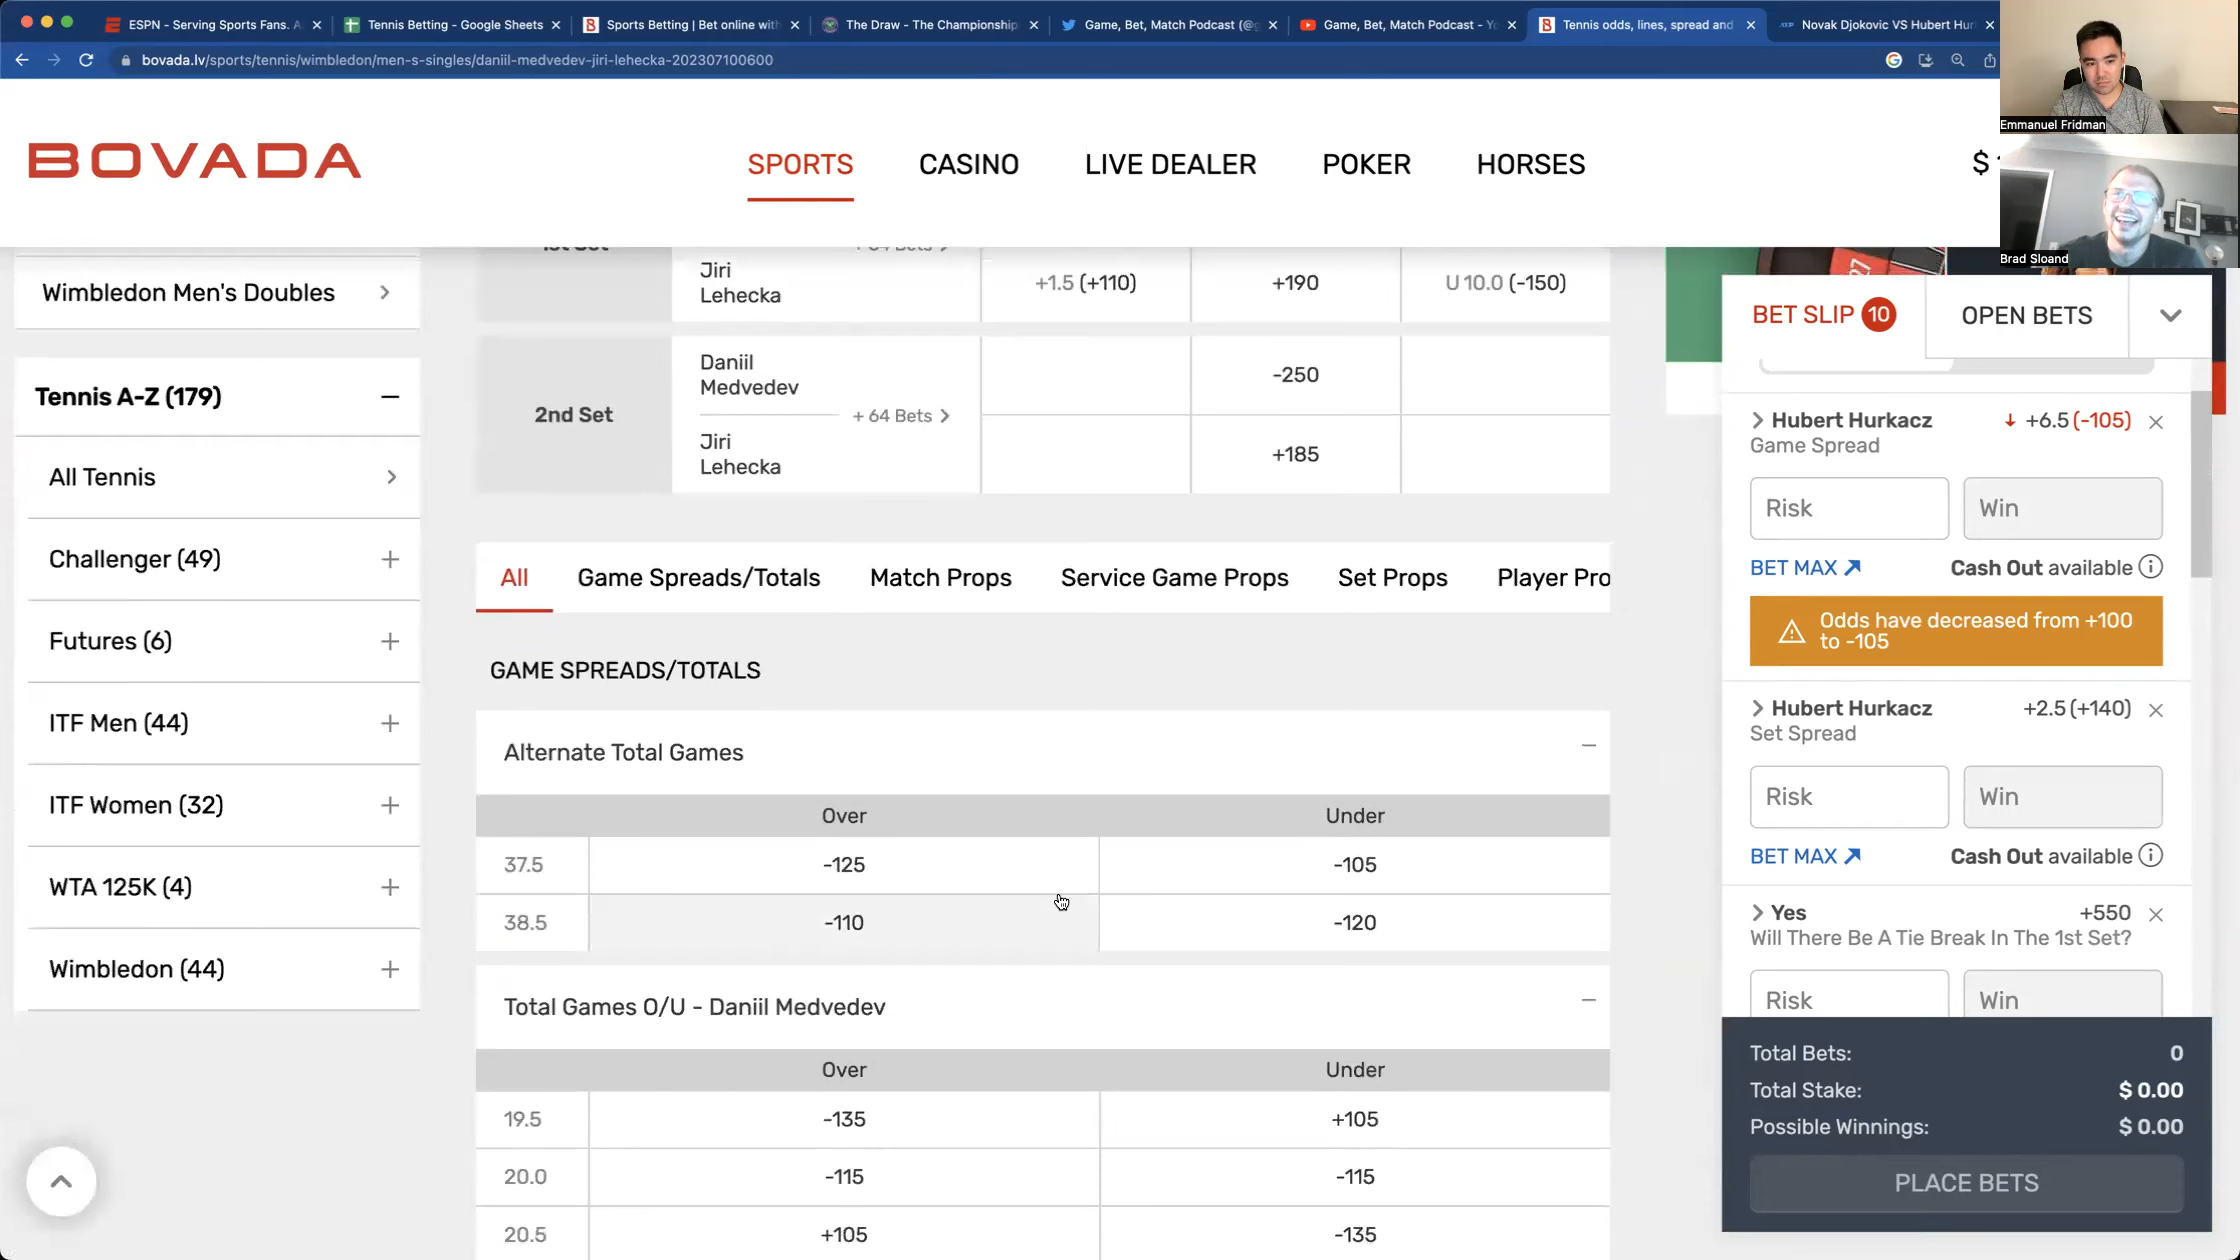 ESPN - Serving Sports Fans. A
Tennis Betting - Google Sheets
Sports Betting | Bet online with
The Draw - The Championship
Game, Bet, Match Podcast (@g
Game, Bet, Match Podcast - Yo
Tennis odds, lines, spread and
Novak Djokovic VS Hubert Hur
bovada.lv/sports/tennis/wimbledon/men-s-singles/daniil-medvedev-jiri-lehecka-202307100600
Emmanuel Fridman
Brad Sloand
BOVADA
SPORTS
CASINO
LIVE DEALER
POKER
HORSES
$
Wimbledon Men's Doubles
Tennis A-Z (179)
All Tennis
Challenger (49)
Futures (6)
ITF Men (44)
ITF Women (32)
WTA 125K (4)
Wimbledon (44)
1st Set
+ 64 Bets
Jiri
Lehecka
+1.5 (+110)
+190
U 10.0 (-150)
2nd Set
Daniil
Medvedev
-250
+ 64 Bets
Jiri
Lehecka
+185
All
Game Spreads/Totals
Match Props
Service Game Props
Set Props
Player Pro
GAME SPREADS/TOTALS
Alternate Total Games
Over Under
37.5 -125 -105
38.5 -110 -120
Total Games O/U - Daniil Medvedev
Over Under
19.5 -135 +105
20.0 -115 -115
20.5 +105 -135
BET SLIP 10
OPEN BETS
Hubert Hurkacz +6.5 (-105)
Game Spread
Risk Win
BET MAX Cash Out available
Odds have decreased from +100
to -105
Hubert Hurkacz +2.5 (+140)
Set Spread
Risk Win
BET MAX Cash Out available
Yes +550
Will There Be A Tie Break In The 1st Set?
Risk Win
Total Bets: 0
Total Stake: $ 0.00
Possible Winnings: $ 0.00
PLACE BETS